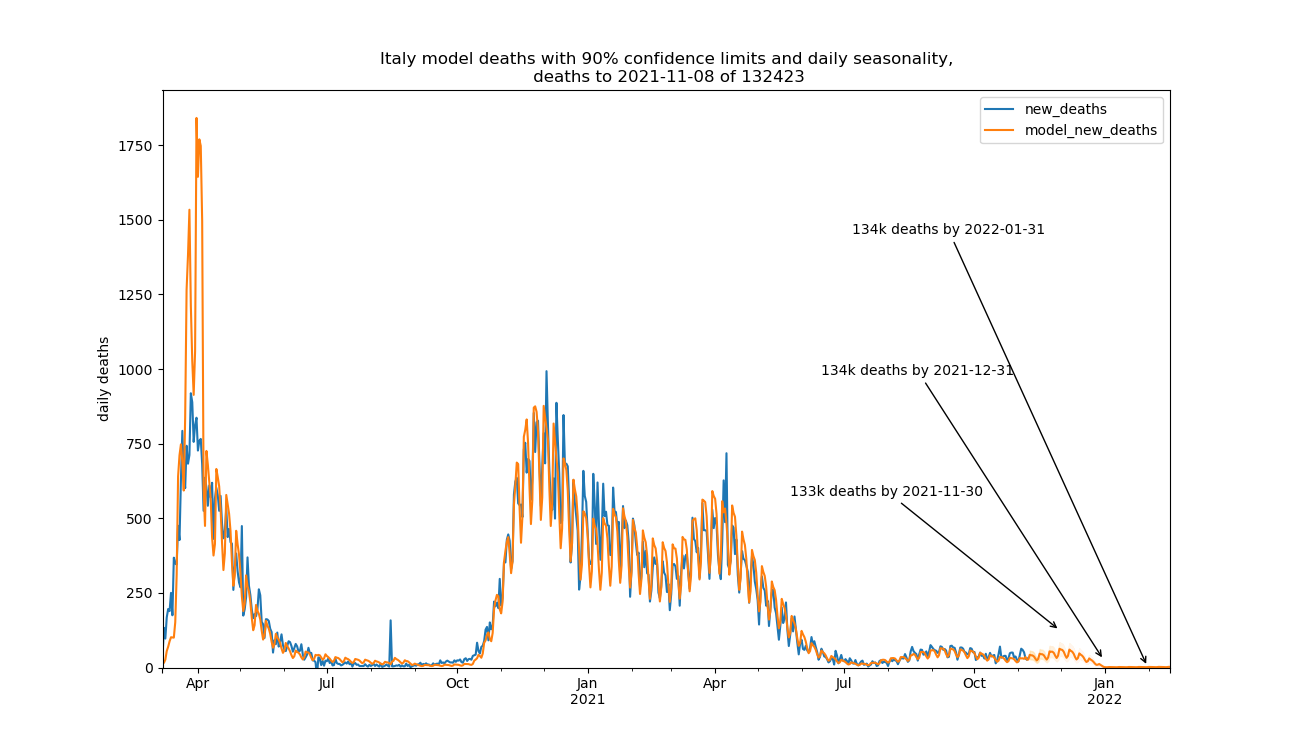 Italy model deaths with 90% confidence limits and daily seasonality,
deaths to 2021-11-08 of 132423
new_deaths
model_new_deaths
1750
1500
1250
1000
750
500
250
0
daily deaths
134k deaths by 2022-01-31
134k deaths by 2021-12-31
133k deaths by 2021-11-30
Apr Jul Oct Jan Apr Jul Oct Jan
2021 2022